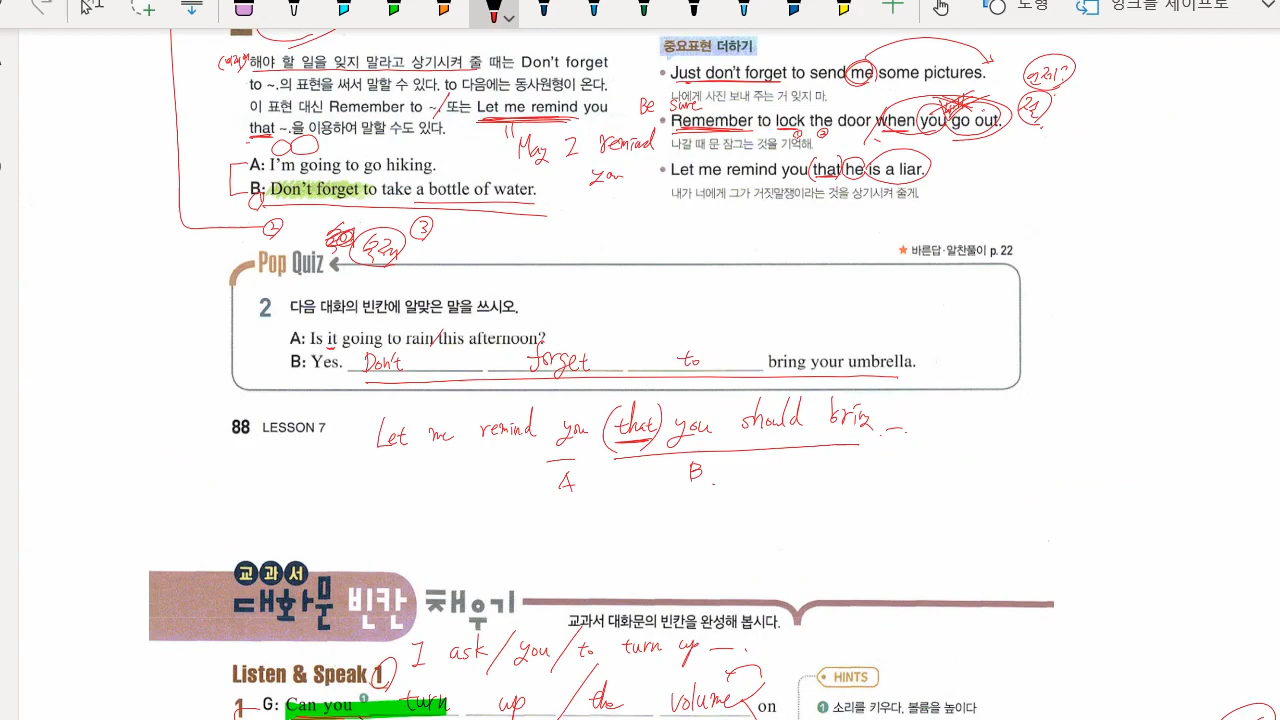 도형
잉크를 셰이프로
해야 할 일을 잊지 말라고 상기시켜 줄 때는 Don't forget
to ~.의 표현을 써서 말할 수 있다. to 다음에는 동사원형이 온다.
이 표현 대신 Remember to ~ 또는 Let me remind you
that ~.을 이용하여 말할 수도 있다.
May I remind
you
A: I'm going to go hiking.
B: Don't forget to take a bottle of water.
② ③
중요표현 더하기
• Just don't forget to send me some pictures.
나에게 사진 보내 주는 거 잊지 마.
Be sure
• Remember to lock the door when you go out.
나갈 때 문 잠그는 것을 기억해.
• Let me remind you that he is a liar.
내가 너에게 그가 거짓말쟁이라는 것을 상기시켜 줄게.
Pop Quiz
★ 바른답·알찬풀이 p. 22
2 다음 대화의 빈칸에 알맞은 말을 쓰시오.
A: Is it going to rain this afternoon?
B: Yes. Don't forget to bring your umbrella.
88 LESSON 7
Let me remind you (that) you should bring
A B
교과서
대화문 빈칸 채우기
교과서 대화문의 빈칸을 완성해 봅시다.
I ask / you / to turn up
Listen & Speak 1
1 G: Can you ❶ turn up the volume on
HINTS
❶ 소리를 키우다, 볼륨을 높이다